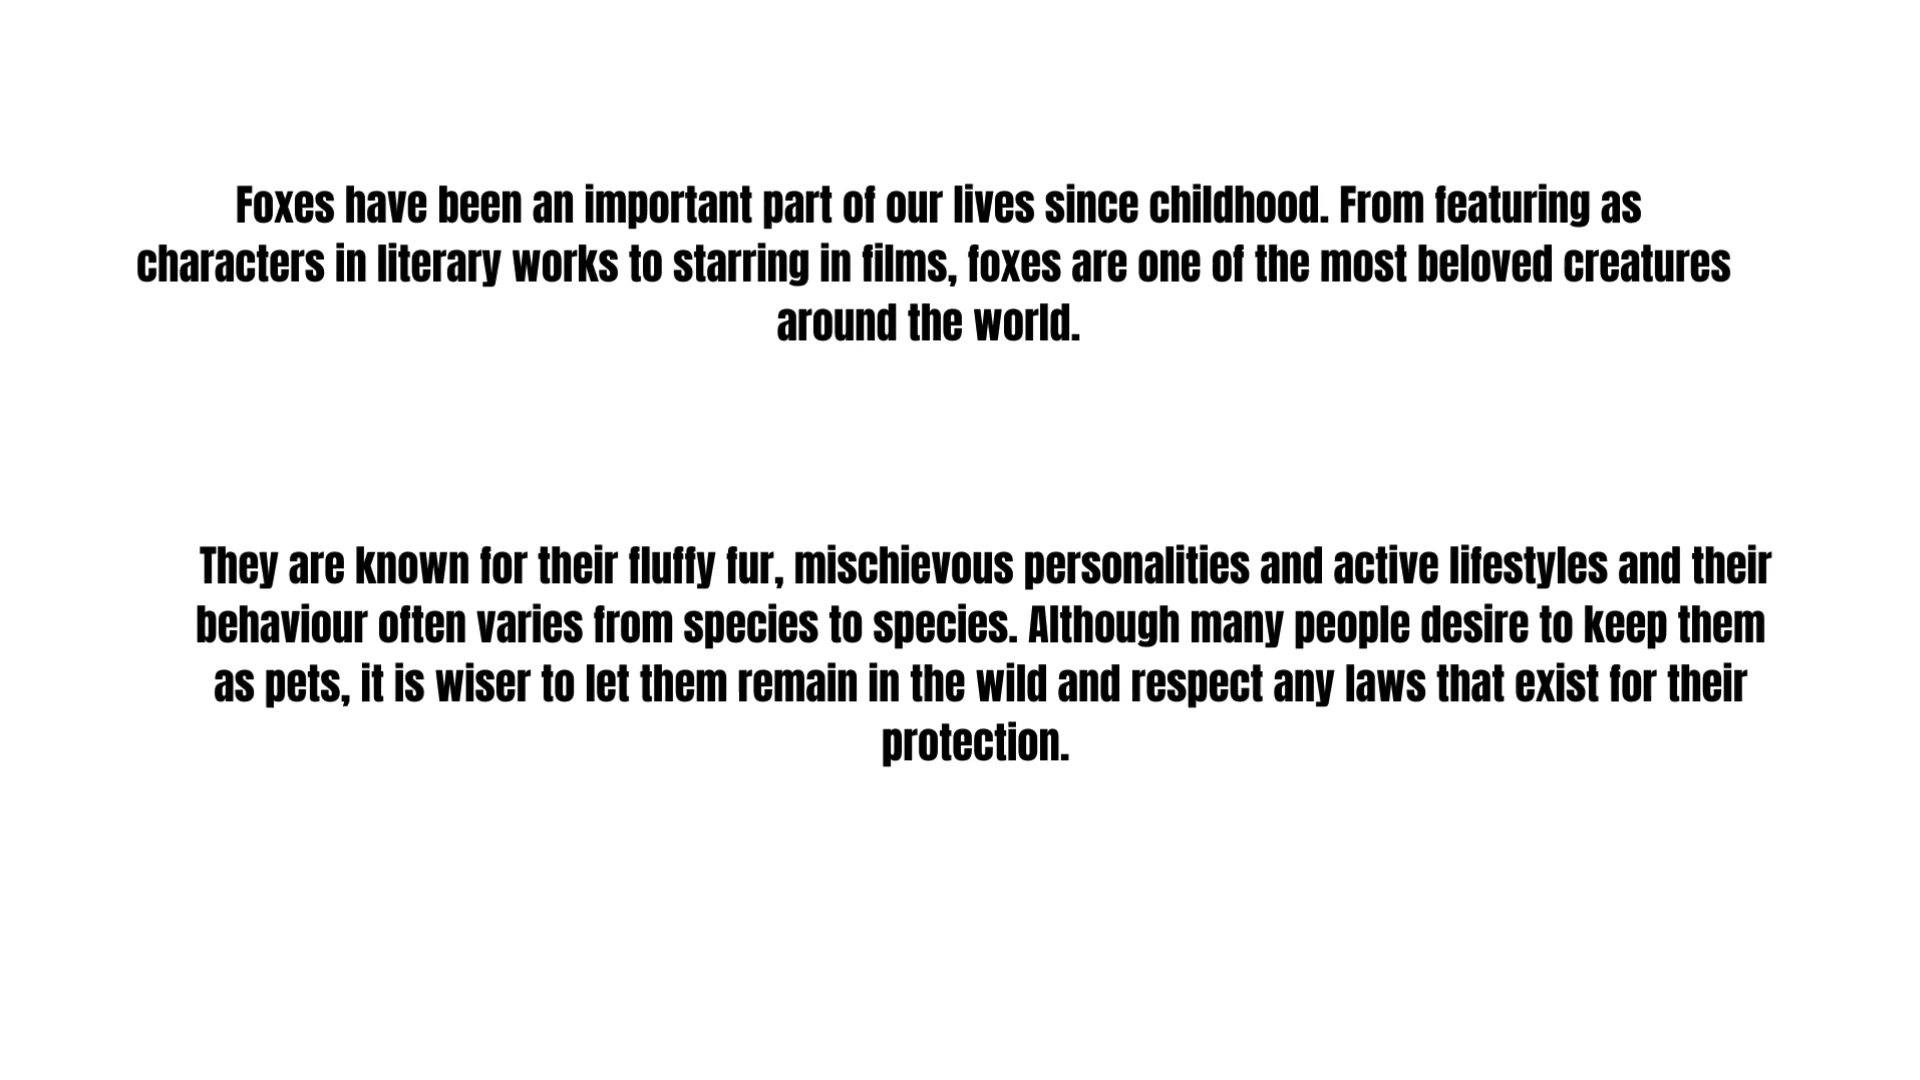 Foxes have been an important part of our lives since childhood. From featuring as
characters in literary works to starring in films, foxes are one of the most beloved creatures
around the world.
They are known for their fluffy fur, mischievous personalities and active lifestyles and their
behaviour often varies from species to species. Although many people desire to keep them
as pets, it is wiser to let them remain in the wild and respect any laws that exist for their
protection.